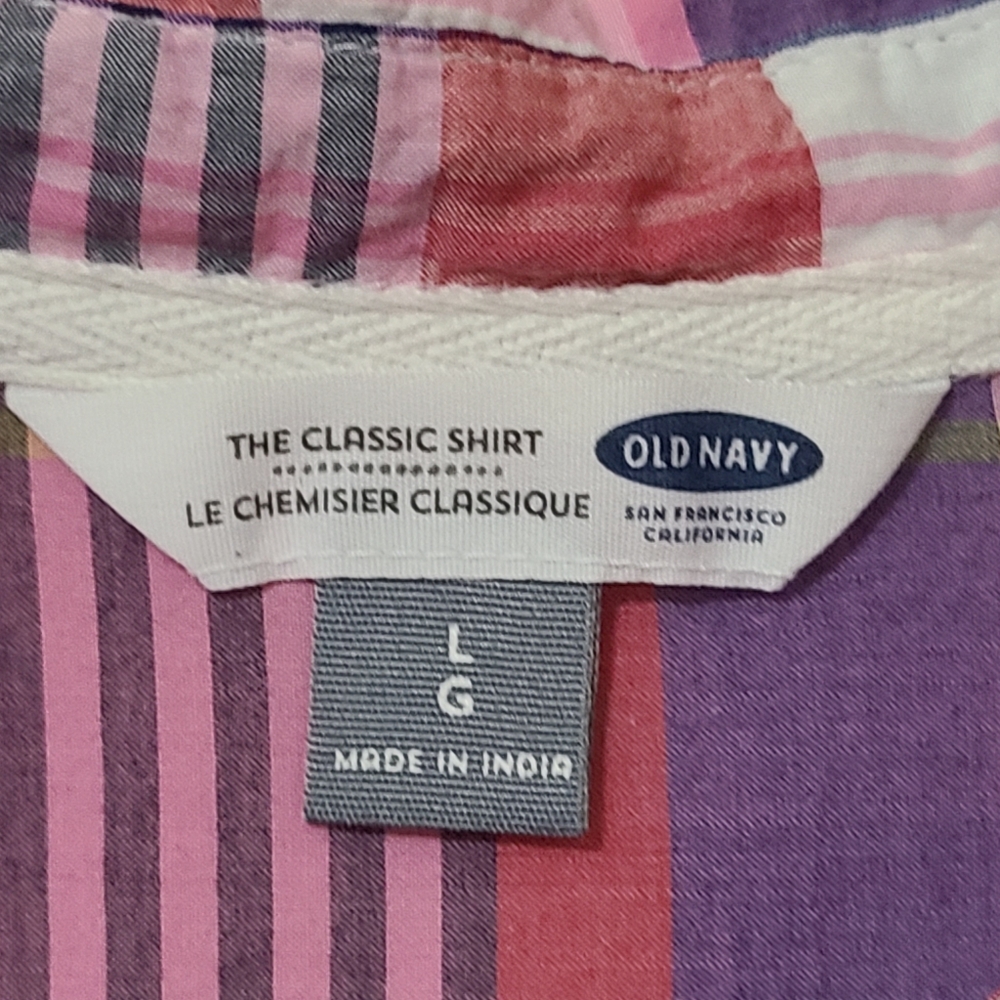 THE CLASSIC SHIRT
LE CHEMISIER CLASSIQUE
OLD NAVY
SAN FRANCISCO
CALIFORNIA
L
G
MADE IN INDIA